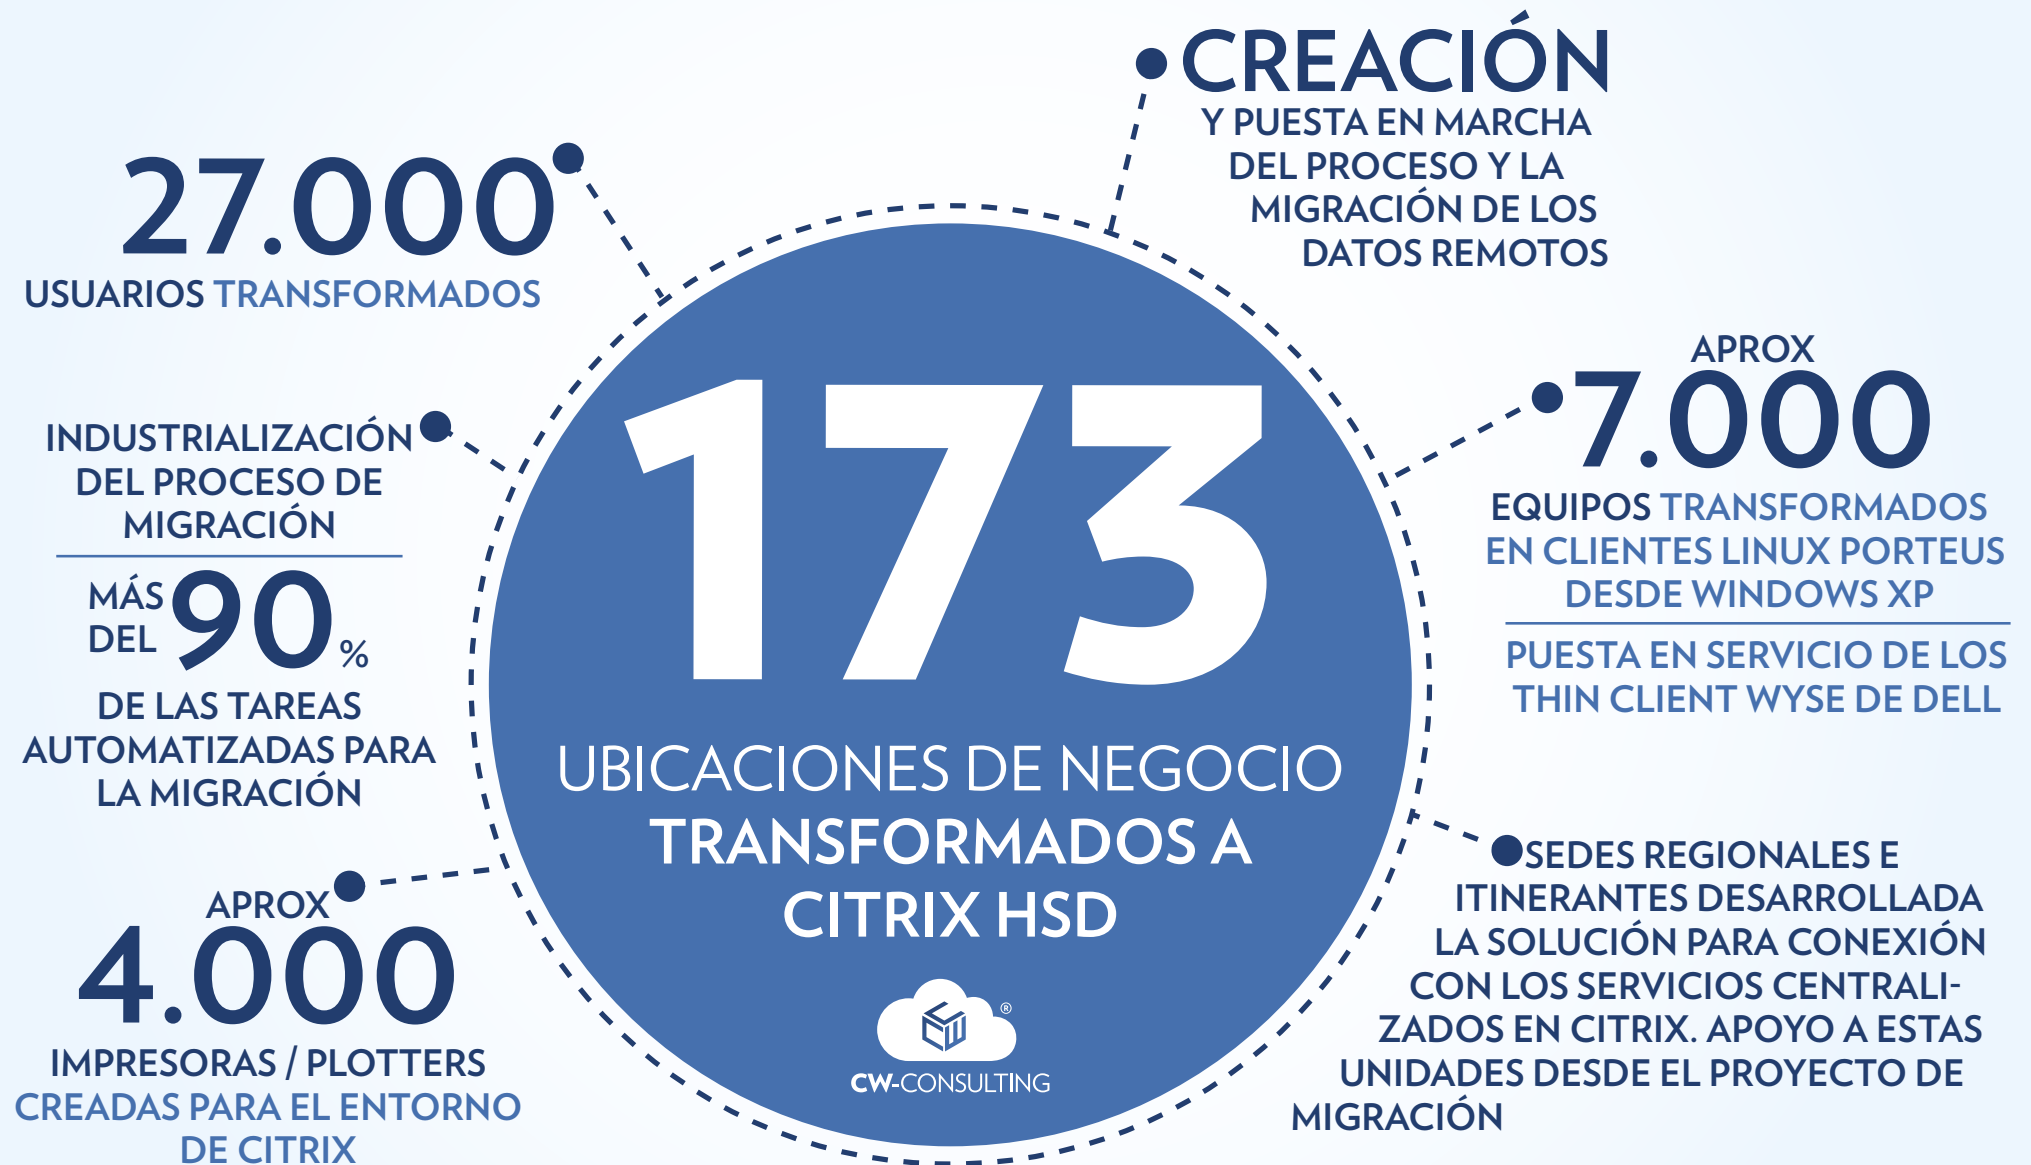 CREACIÓN
Y PUESTA EN MARCHA
DEL PROCESO Y LA
MIGRACIÓN DE LOS
DATOS REMOTOS
27.000
USUARIOS TRANSFORMADOS
INDUSTRIALIZACIÓN
DEL PROCESO DE
MIGRACIÓN
MÁS
DEL 90 %
DE LAS TAREAS
AUTOMATIZADAS PARA
LA MIGRACIÓN
APROX
4.000
IMPRESORAS / PLOTTERS
CREADAS PARA EL ENTORNO
DE CITRIX
173
UBICACIONES DE NEGOCIO
TRANSFORMADOS A
CITRIX HSD
CCW ®
CW-CONSULTING
APROX
7.000
EQUIPOS TRANSFORMADOS
EN CLIENTES LINUX PORTEUS
DESDE WINDOWS XP
PUESTA EN SERVICIO DE LOS
THIN CLIENT WYSE DE DELL
SEDES REGIONALES E
ITINERANTES DESARROLLADA
LA SOLUCIÓN PARA CONEXIÓN
CON LOS SERVICIOS CENTRALI-
ZADOS EN CITRIX. APOYO A ESTAS
UNIDADES DESDE EL PROYECTO DE
MIGRACIÓN